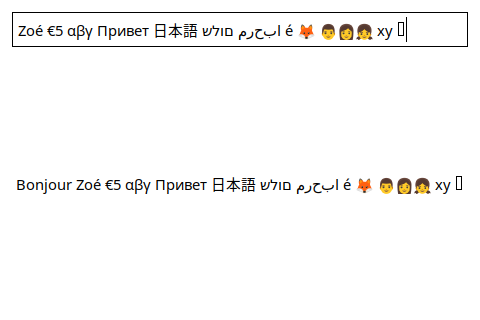 Zoé €5 αβγ Привет 日本語 שלום مرحبا é 🦊 👨👩👧 xy ▯
Bonjour Zoé €5 αβγ Привет 日本語 שלום مرحبا é 🦊 👨👩👧 xy ▯